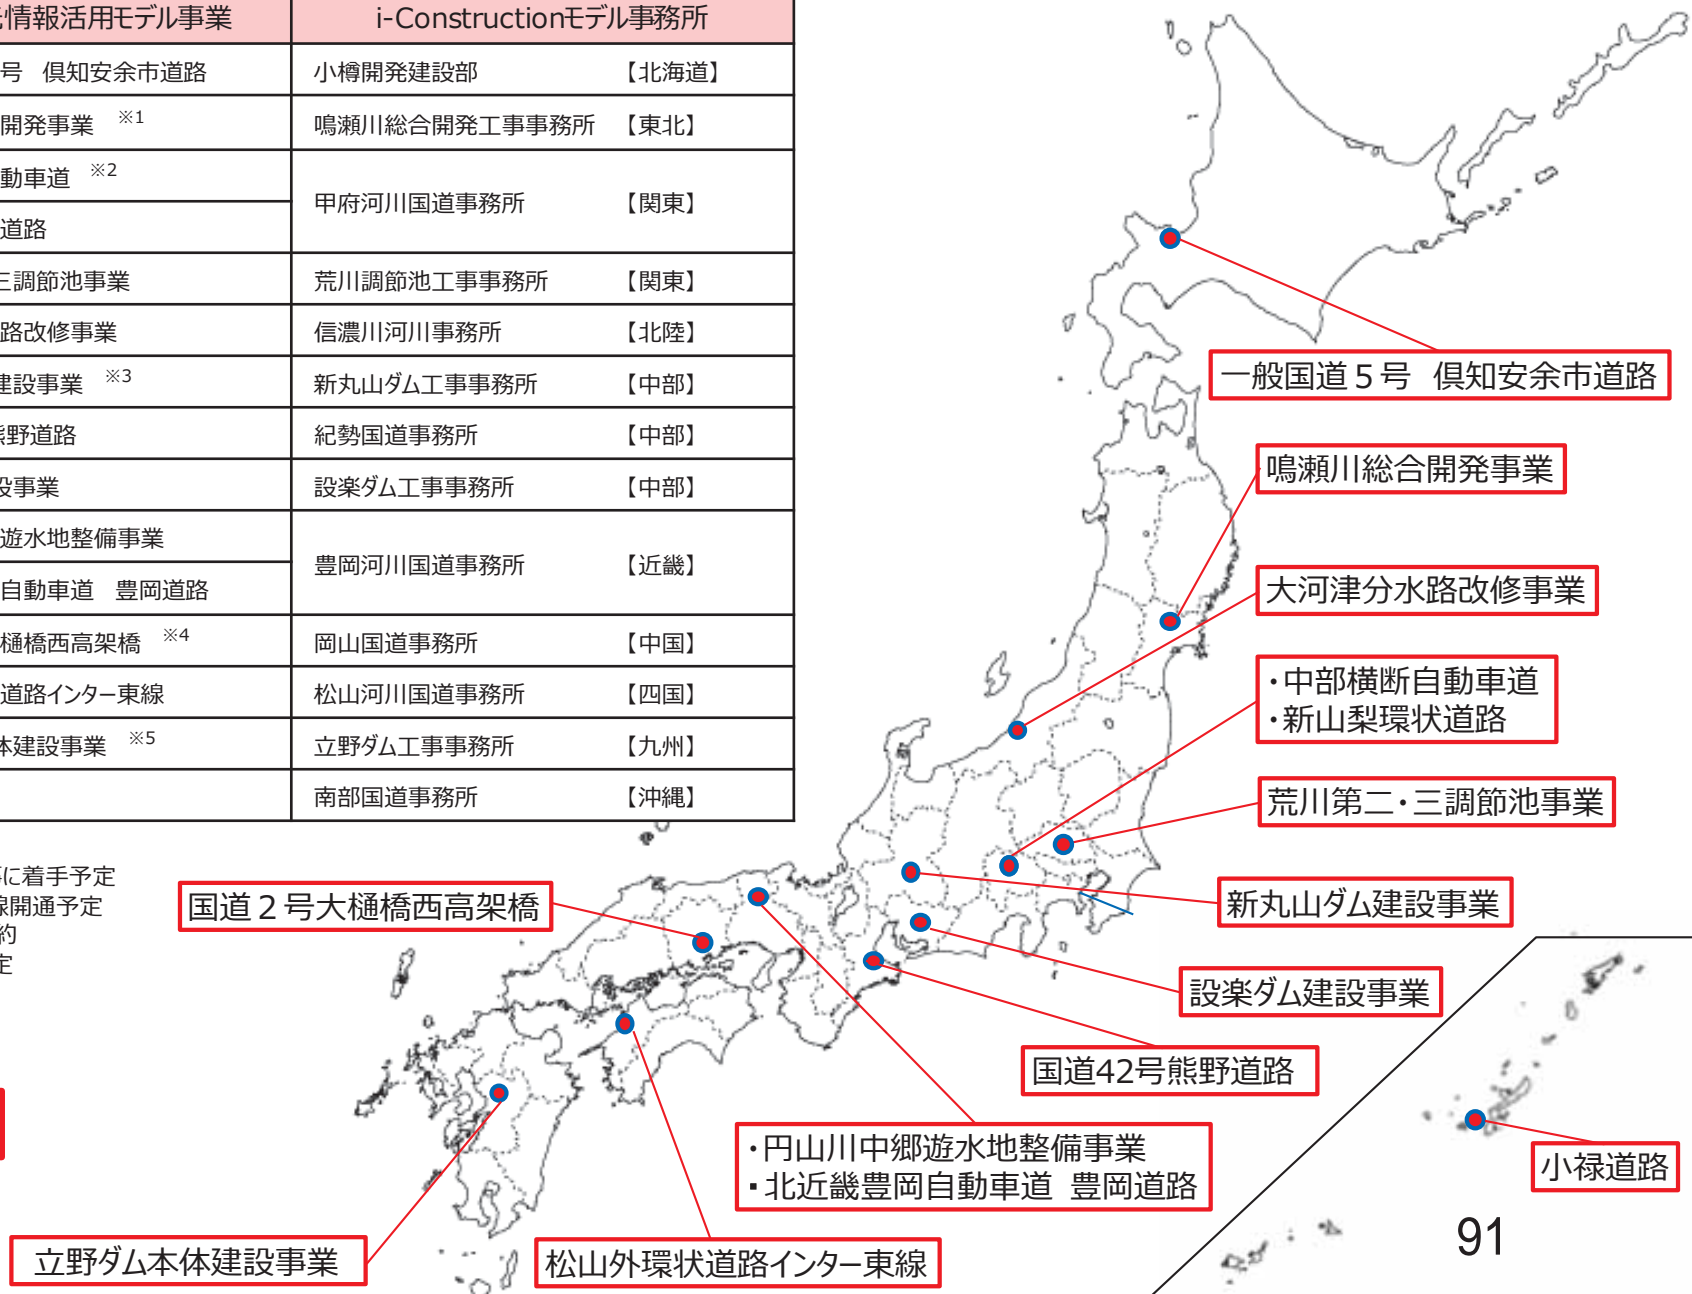 情報活用モデル事業 i-Constructionモデル事務所
号 倶知安余市道路 小樽開発建設部 【北海道】
開発事業 ※1 鳴瀬川総合開発工事事務所 【東北】
動車道 ※2
甲府河川国道事務所 【関東】
道路
三調節池事業 荒川調節池工事事務所 【関東】
路改修事業 信濃川河川事務所 【北陸】
建設事業 ※3 新丸山ダム工事事務所 【中部】
熊野道路 紀勢国道事務所 【中部】
設事業 設楽ダム工事事務所 【中部】
遊水地整備事業
豊岡河川国道事務所 【近畿】
自動車道 豊岡道路
樋橋西高架橋 ※4 岡山国道事務所 【中国】
道路インター東線 松山河川国道事務所 【四国】
体建設事業 ※5 立野ダム工事事務所 【九州】
南部国道事務所 【沖縄】
に着手予定
線開通予定
約
定
一般国道5号 倶知安余市道路
鳴瀬川総合開発事業
大河津分水路改修事業
・中部横断自動車道
・新山梨環状道路
荒川第二・三調節池事業
新丸山ダム建設事業
設楽ダム建設事業
国道42号熊野道路
国道2号大樋橋西高架橋
・円山川中郷遊水地整備事業
・北近畿豊岡自動車道 豊岡道路
小禄道路
立野ダム本体建設事業
松山外環状道路インター東線
91